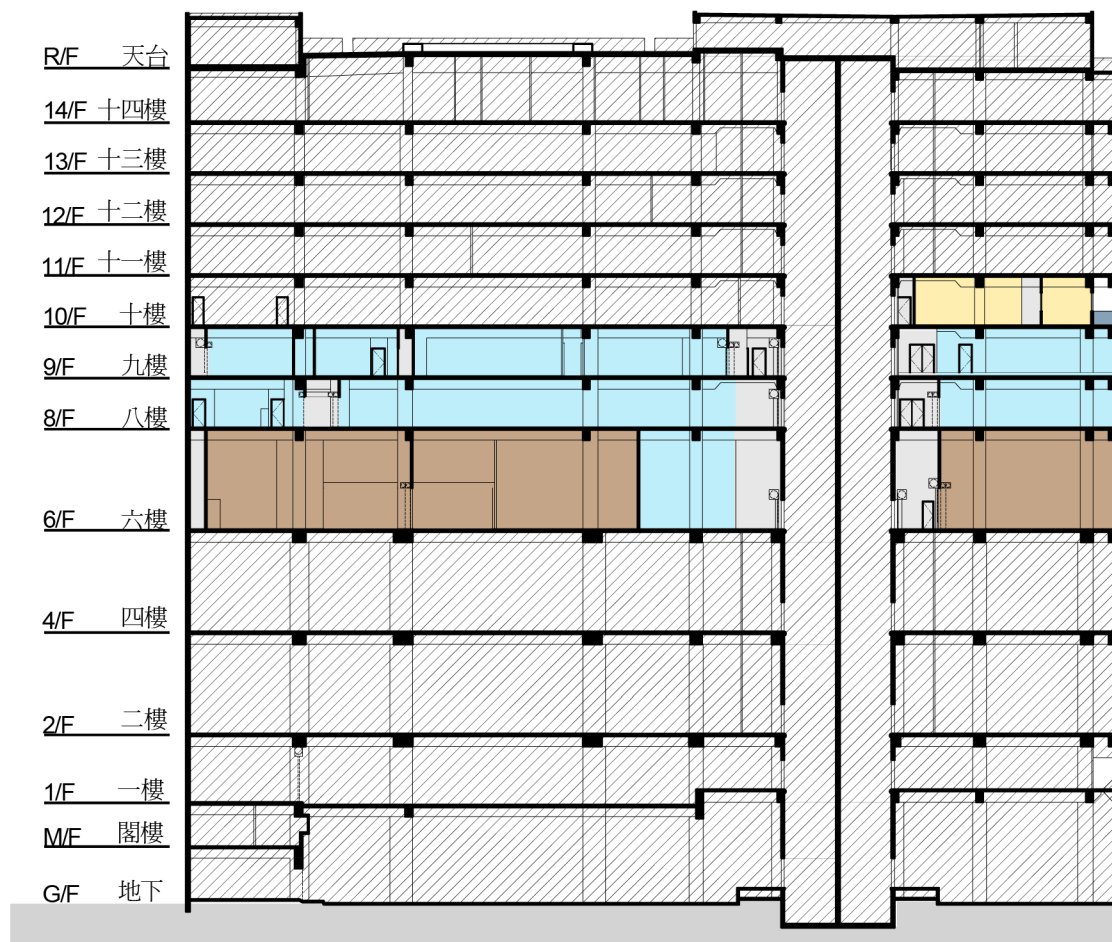 R/F 天台
14/F 十四樓
13/F 十三樓
12/F 十二樓
11/F 十一樓
10/F 十樓
9/F 九樓
8/F 八樓
6/F 六樓
4/F 四樓
2/F 二樓
1/F 一樓
M/F 閣樓
G/F 地下